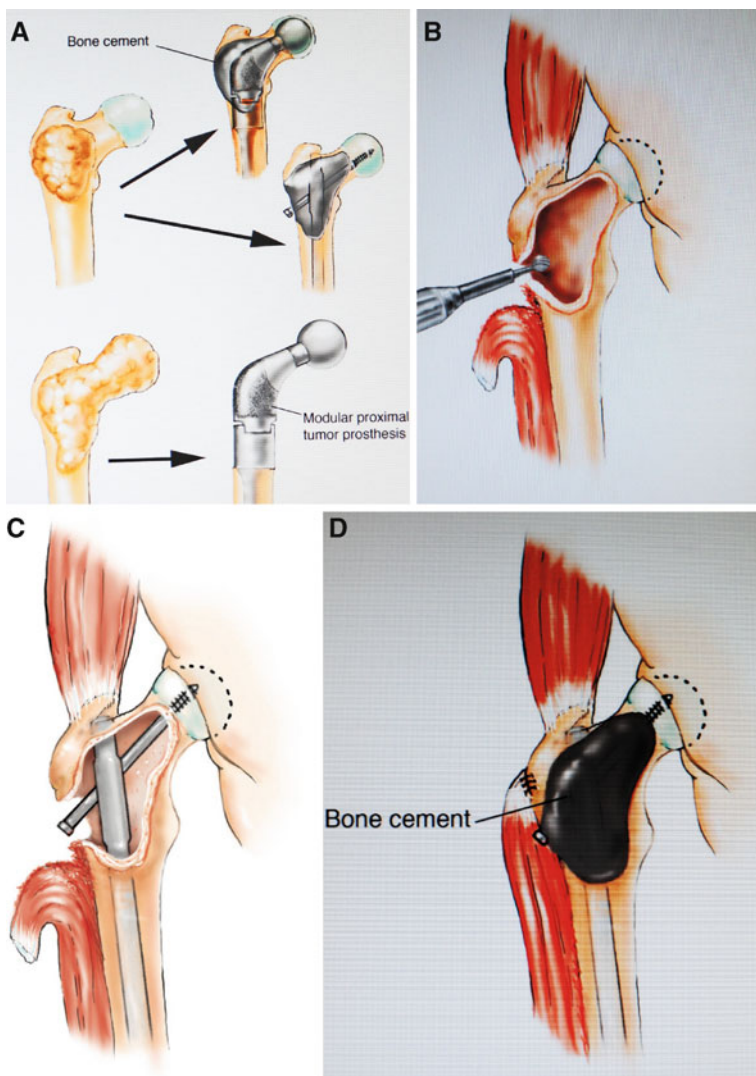 A
Bone cement
Modular proximal
tumor prosthesis
B
C
D
Bone cement